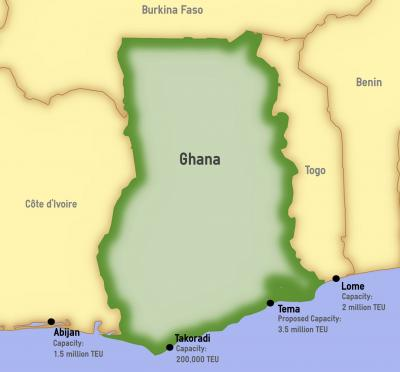 Burkina Faso
Benin
Ghana
Togo
Côte d'Ivoire
Lome
Capacity:
2 million TEU
Tema
Proposed Capacity:
3.5 million TEU
Abijan
Capacity:
1.5 million TEU
Takoradi
Capacity:
200,000 TEU